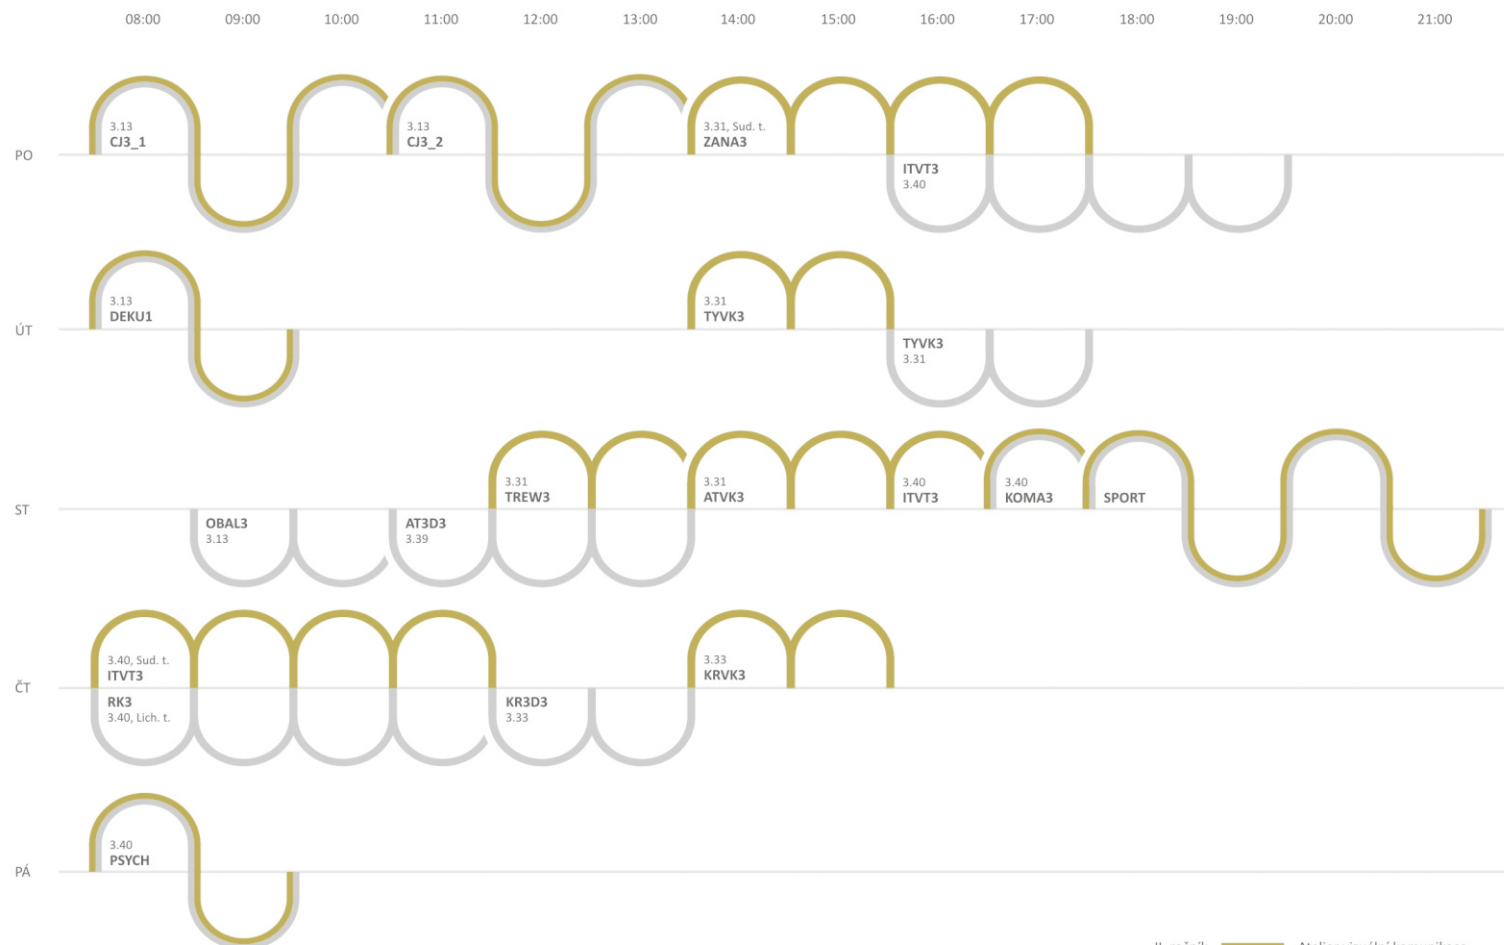 08:00 09:00 10:00 11:00 12:00 13:00 14:00 15:00 16:00 17:00 18:00 19:00 20:00 21:00
PO
3.13
CJ3_1
3.13
CJ3_2
3.31, Sud. t.
ZANA3
ITVT3
3.40
ÚT
3.13
DEKU1
3.31
TYVK3
TYVK3
3.31
ST
OBAL3
3.13
AT3D3
3.39
3.31
TREW3
3.31
ATVK3
3.40
ITVT3
3.40
KOMA3
SPORT
ČT
3.40, Sud. t.
ITVT3
RK3
3.40, Lich. t.
KR3D3
3.33
3.33
KRVK3
PÁ
3.40
PSYCH